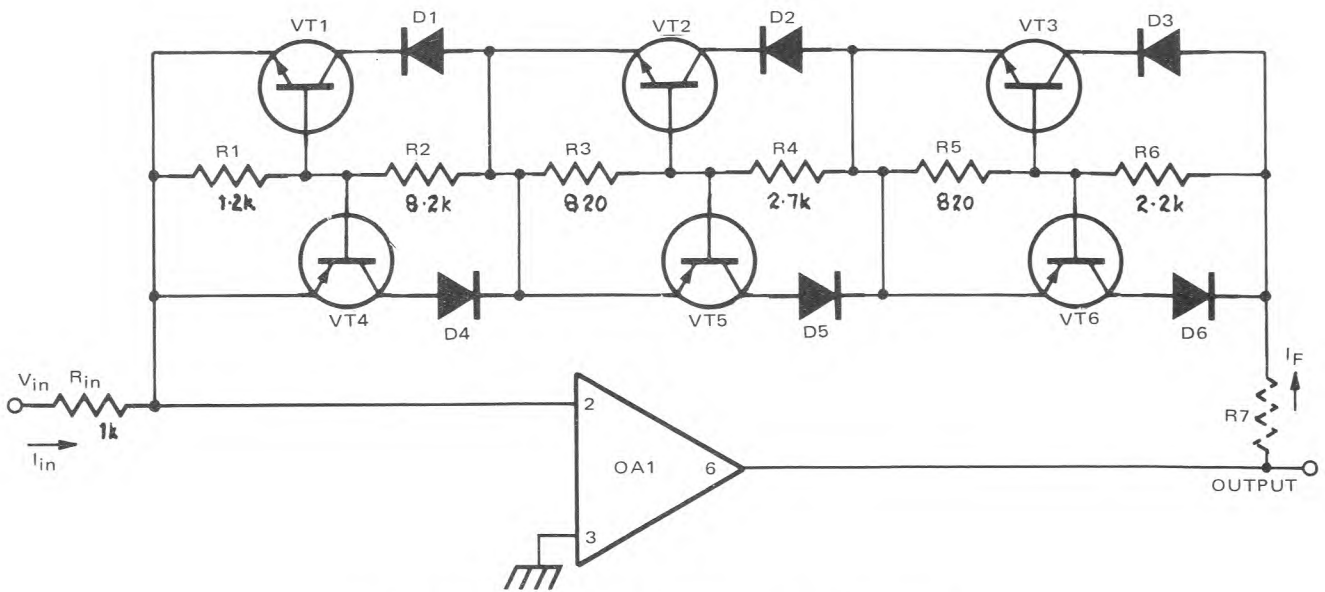 VT1 D1 VT2 D2 VT3 D3
R1 R2 R3 R4 R5 R6
1.2k 8.2k 820 2.7k 820 2.2k
VT4 D4 VT5 D5 VT6 D6
Vin Rin 1k Iin
2 OA1 6 3
IF R7
OUTPUT